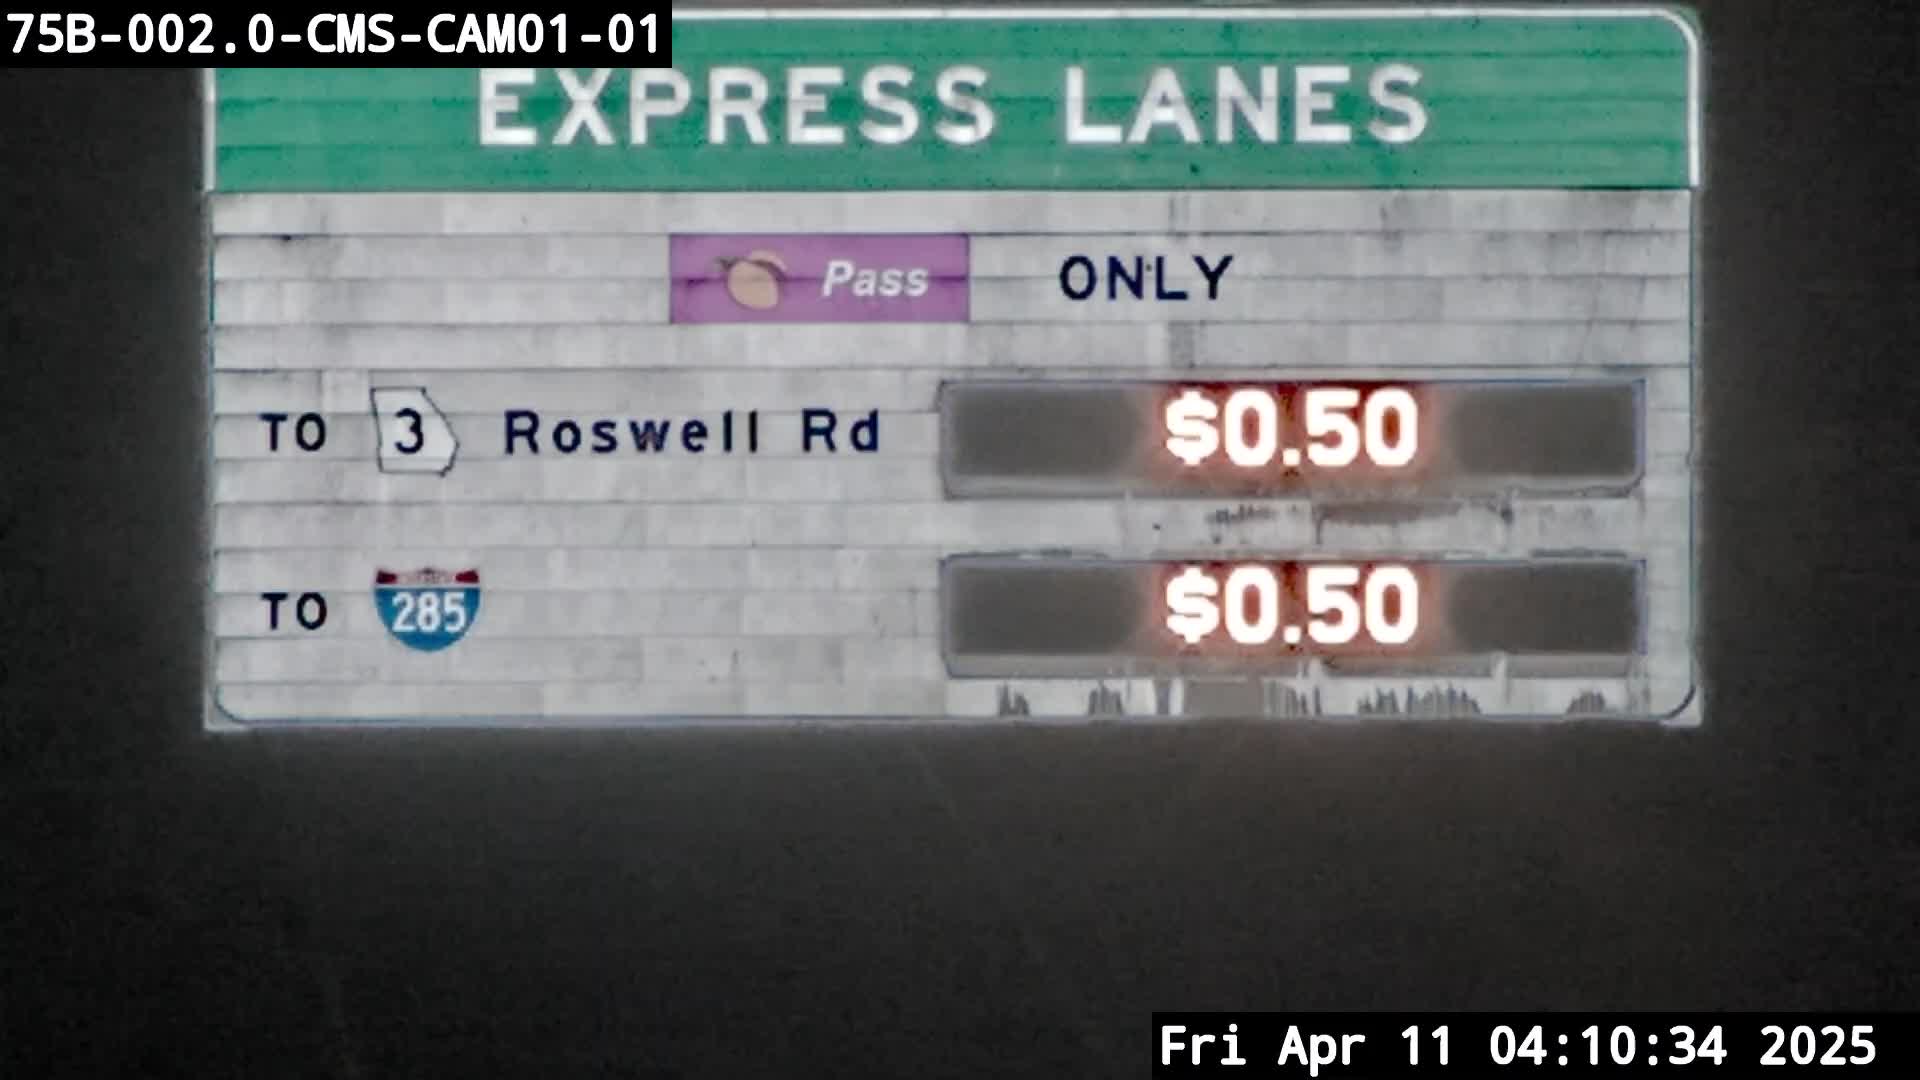 75B-002.0-CMS-CAM01-01
EXPRESS LANES
Pass ONLY
TO 3 Roswell Rd $0.50
TO 285 $0.50
Fri Apr 11 04:10:34 2025